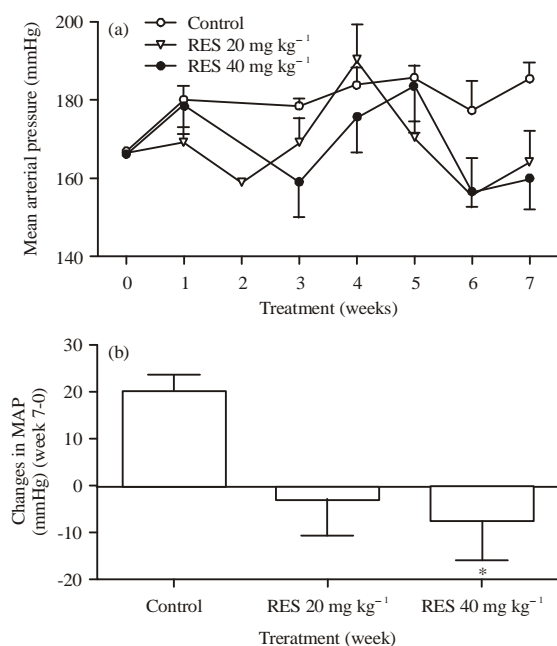 (a)
Control
RES 20 mg kg⁻¹
RES 40 mg kg⁻¹
Mean arterial pressure (mmHg)
200
180
160
140
0 1 2 3 4 5 6 7
Treatment (weeks)
(b)
Changes in MAP
(mmHg) (week 7-0)
30
20
10
0
-10
-20
*
Control RES 20 mg kg⁻¹ RES 40 mg kg⁻¹
Treratment (week)